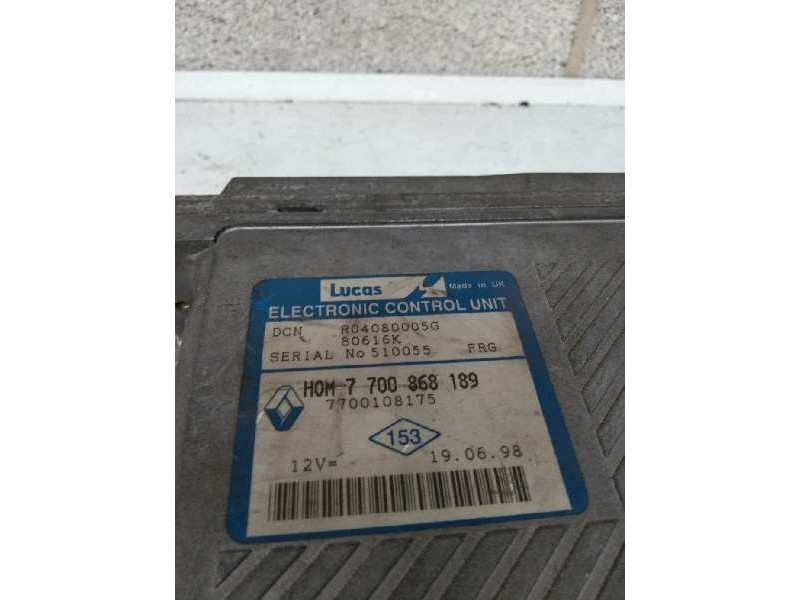 Lucas Made in UK
ELECTRONIC CONTROL UNIT
DCN R04080005G
80616K
SERIAL No 510055 FRG
HOM 7 700 868 189
7700108175
153
12V= 19.06.98